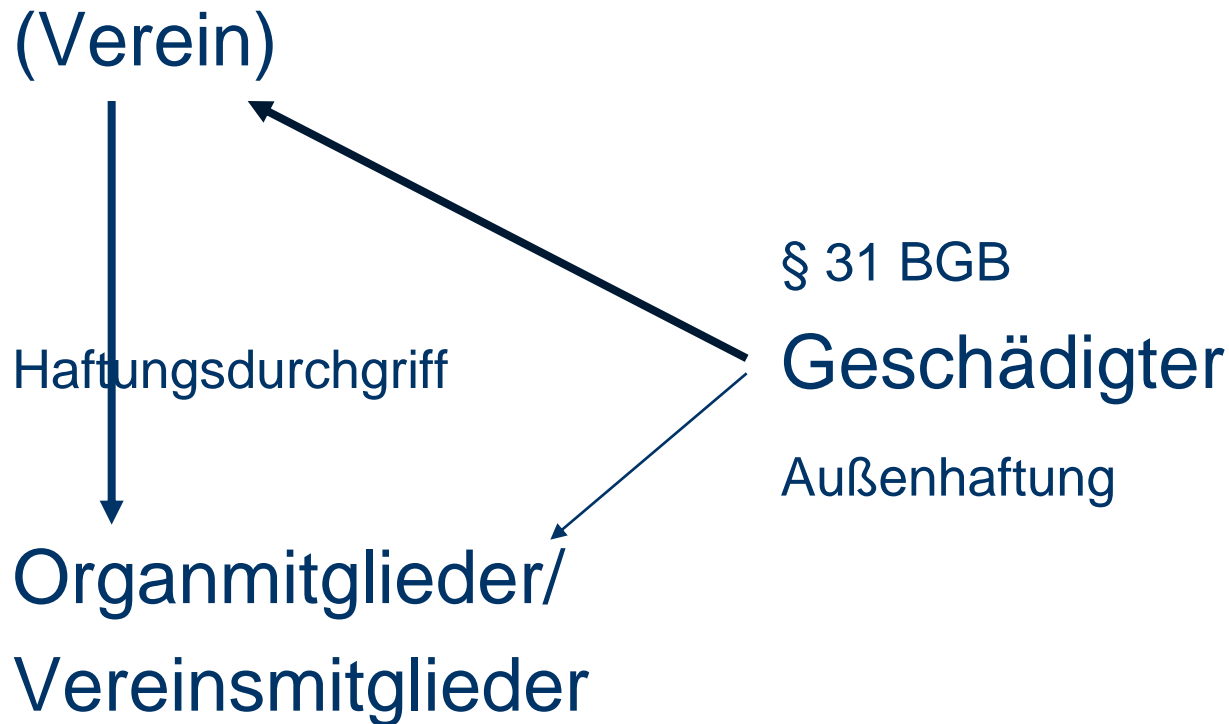 (Verein)
§ 31 BGB
Haftungsdurchgriff
Geschädigter
Außenhaftung
Organmitglieder/
Vereinsmitglieder